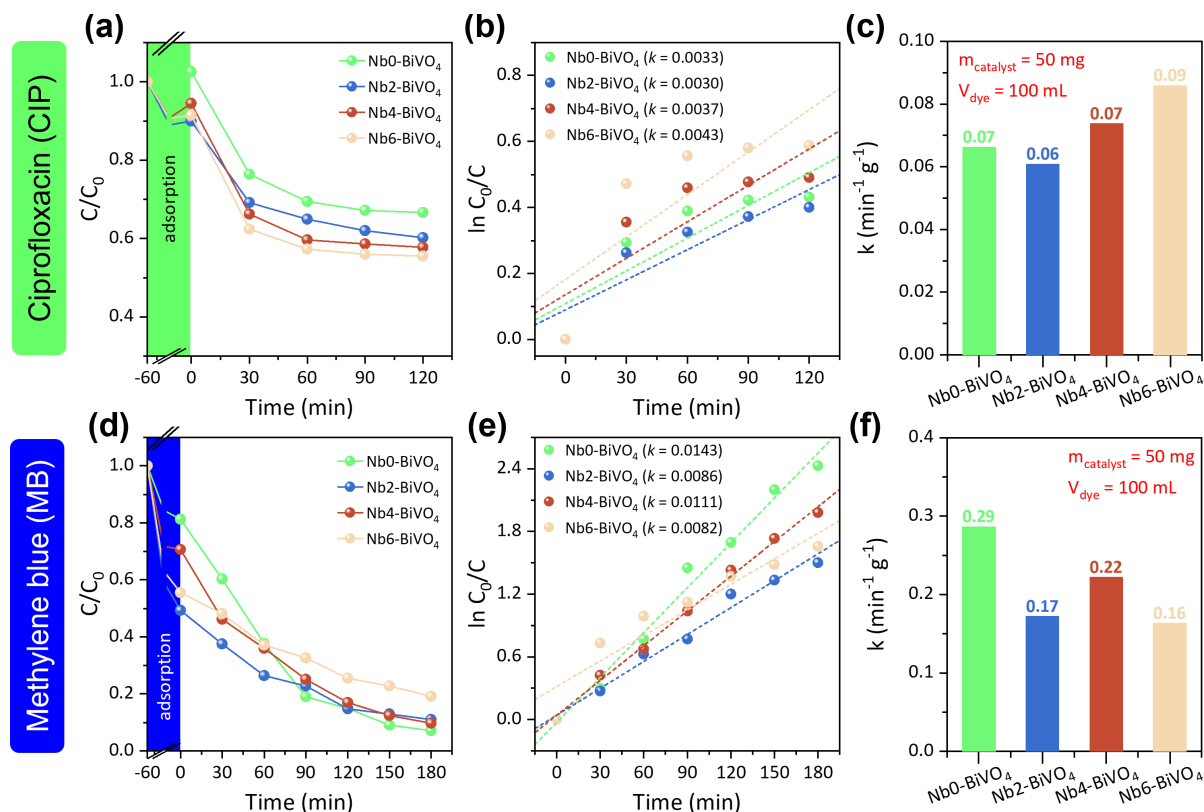 Ciprofloxacin (CIP)
(a)
Nb0-BiVO4
Nb2-BiVO4
Nb4-BiVO4
Nb6-BiVO4
adsorption
C/C0
1.0
0.8
0.6
0.4
-60 0 30 60 90 120
Time (min)
(b)
Nb0-BiVO4 (k = 0.0033)
Nb2-BiVO4 (k = 0.0030)
Nb4-BiVO4 (k = 0.0037)
Nb6-BiVO4 (k = 0.0043)
ln C0/C
0.8
0.6
0.4
0.2
0.0
0 30 60 90 120
Time (min)
(c)
mcatalyst = 50 mg
Vdye = 100 mL
k (min-1 g-1)
0.10
0.08
0.06
0.04
0.02
0.00
0.07
0.06
0.07
0.09
Nb0-BiVO4
Nb2-BiVO4
Nb4-BiVO4
Nb6-BiVO4
Methylene blue (MB)
(d)
Nb0-BiVO4
Nb2-BiVO4
Nb4-BiVO4
Nb6-BiVO4
adsorption
C/C0
1.0
0.8
0.6
0.4
0.2
0.0
-60 0 30 60 90 120 150 180
Time (min)
(e)
Nb0-BiVO4 (k = 0.0143)
Nb2-BiVO4 (k = 0.0086)
Nb4-BiVO4 (k = 0.0111)
Nb6-BiVO4 (k = 0.0082)
ln C0/C
2.4
1.8
1.2
0.6
0.0
0 30 60 90 120 150 180
Time (min)
(f)
mcatalyst = 50 mg
Vdye = 100 mL
k (min-1 g-1)
0.4
0.3
0.2
0.1
0.0
0.29
0.17
0.22
0.16
Nb0-BiVO4
Nb2-BiVO4
Nb4-BiVO4
Nb6-BiVO4